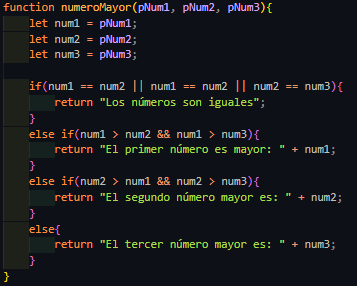 function numeroMayor(pNum1, pNum2, pNum3){
    let num1 = pNum1;
    let num2 = pNum2;
    let num3 = pNum3;

    if(num1 == num2 || num1 == num2 || num2 == num3){
        return "Los números son iguales";
    }
    else if(num1 > num2 && num1 > num3){
        return "El primer número es mayor: " + num1;
    }
    else if(num2 > num1 && num2 > num3){
        return "El segundo número mayor es: " + num2;
    }
    else{
        return "El tercer número mayor es: " + num3;
    }
}